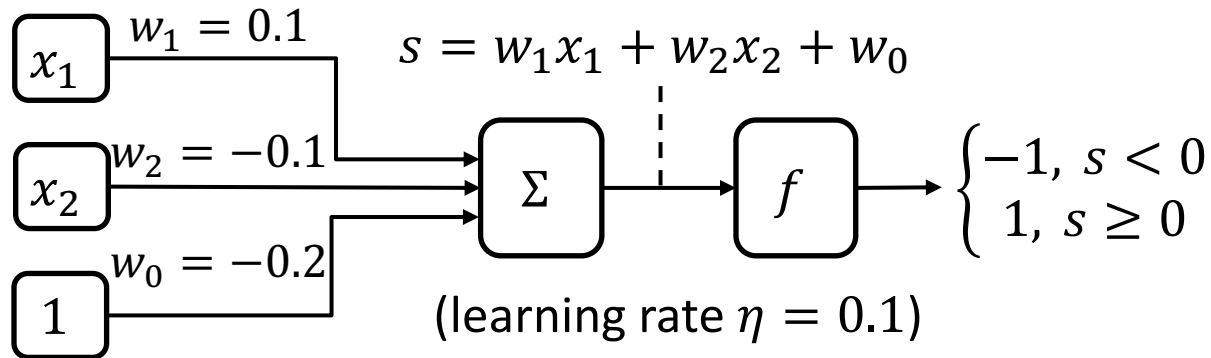 w₁ = 0.1
x₁
s = w₁x₁ + w₂x₂ + w₀
w₂ = −0.1
x₂
Σ
f
−1, s < 0
1, s ≥ 0
w₀ = −0.2
1
(learning rate η = 0.1)